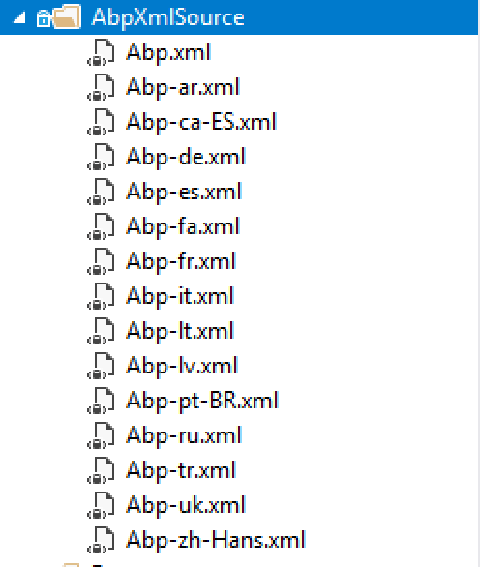 AbpXmlSource
Abp.xml
Abp-ar.xml
Abp-ca-ES.xml
Abp-de.xml
Abp-es.xml
Abp-fa.xml
Abp-fr.xml
Abp-it.xml
Abp-lt.xml
Abp-lv.xml
Abp-pt-BR.xml
Abp-ru.xml
Abp-tr.xml
Abp-uk.xml
Abp-zh-Hans.xml